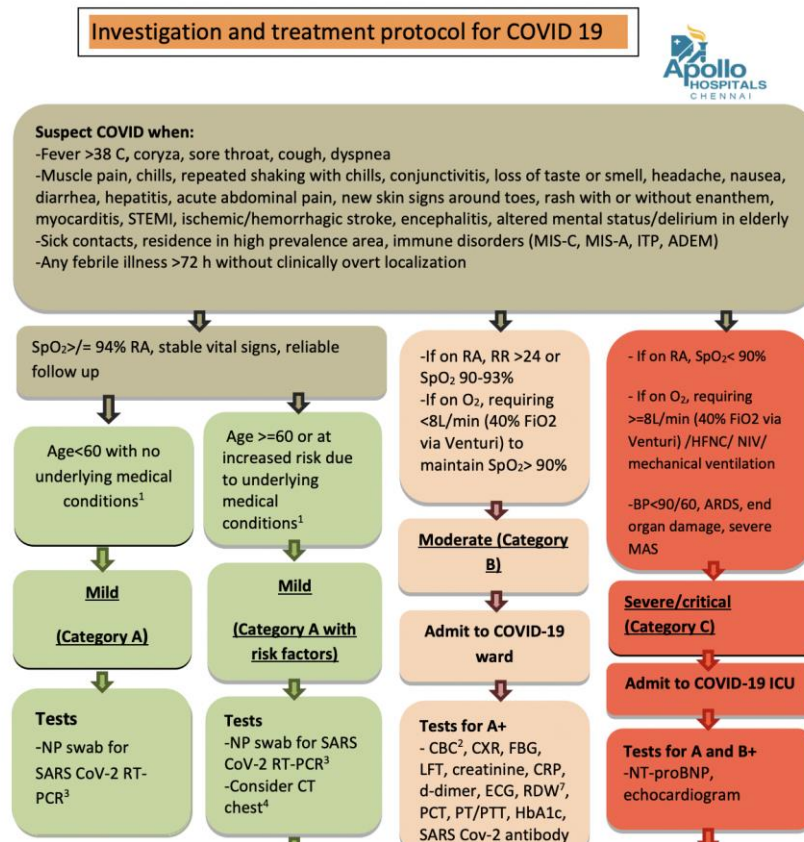 Investigation and treatment protocol for COVID 19
Apollo
HOSPITALS
CHENNAI
Suspect COVID when:
-Fever >38 C, coryza, sore throat, cough, dyspnea
-Muscle pain, chills, repeated shaking with chills, conjunctivitis, loss of taste or smell, headache, nausea,
diarrhea, hepatitis, acute abdominal pain, new skin signs around toes, rash with or without enanthem,
myocarditis, STEMI, ischemic/hemorrhagic stroke, encephalitis, altered mental status/delirium in elderly
-Sick contacts, residence in high prevalence area, immune disorders (MIS-C, MIS-A, ITP, ADEM)
-Any febrile illness >72 h without clinically overt localization
SpO₂>/= 94% RA, stable vital signs, reliable
follow up
Age<60 with no
underlying medical
conditions¹
Mild
(Category A)
Tests
-NP swab for
SARS CoV-2 RT-
PCR³
Age >=60 or at
increased risk due
to underlying
medical
conditions¹
Mild
(Category A with
risk factors)
Tests
-NP swab for SARS
CoV-2 RT-PCR³
-Consider CT
chest⁴
-If on RA, RR >24 or
SpO₂ 90-93%
-If on O₂, requiring
<8L/min (40% FiO2
via Venturi) to
maintain SpO₂> 90%
Moderate (Category
B)
Admit to COVID-19
ward
Tests for A+
- CBC², CXR, FBG,
LFT, creatinine, CRP,
d-dimer, ECG, RDW⁷,
PCT, PT/PTT, HbA1c,
SARS Cov-2 antibody
- If on RA, SpO₂< 90%
- If on O₂, requiring
>=8L/min (40% FiO2
via Venturi) /HFNC/ NIV/
mechanical ventilation
-BP<90/60, ARDS, end
organ damage, severe
MAS
Severe/critical
(Category C)
Admit to COVID-19 ICU
Tests for A and B+
-NT-proBNP,
echocardiogram